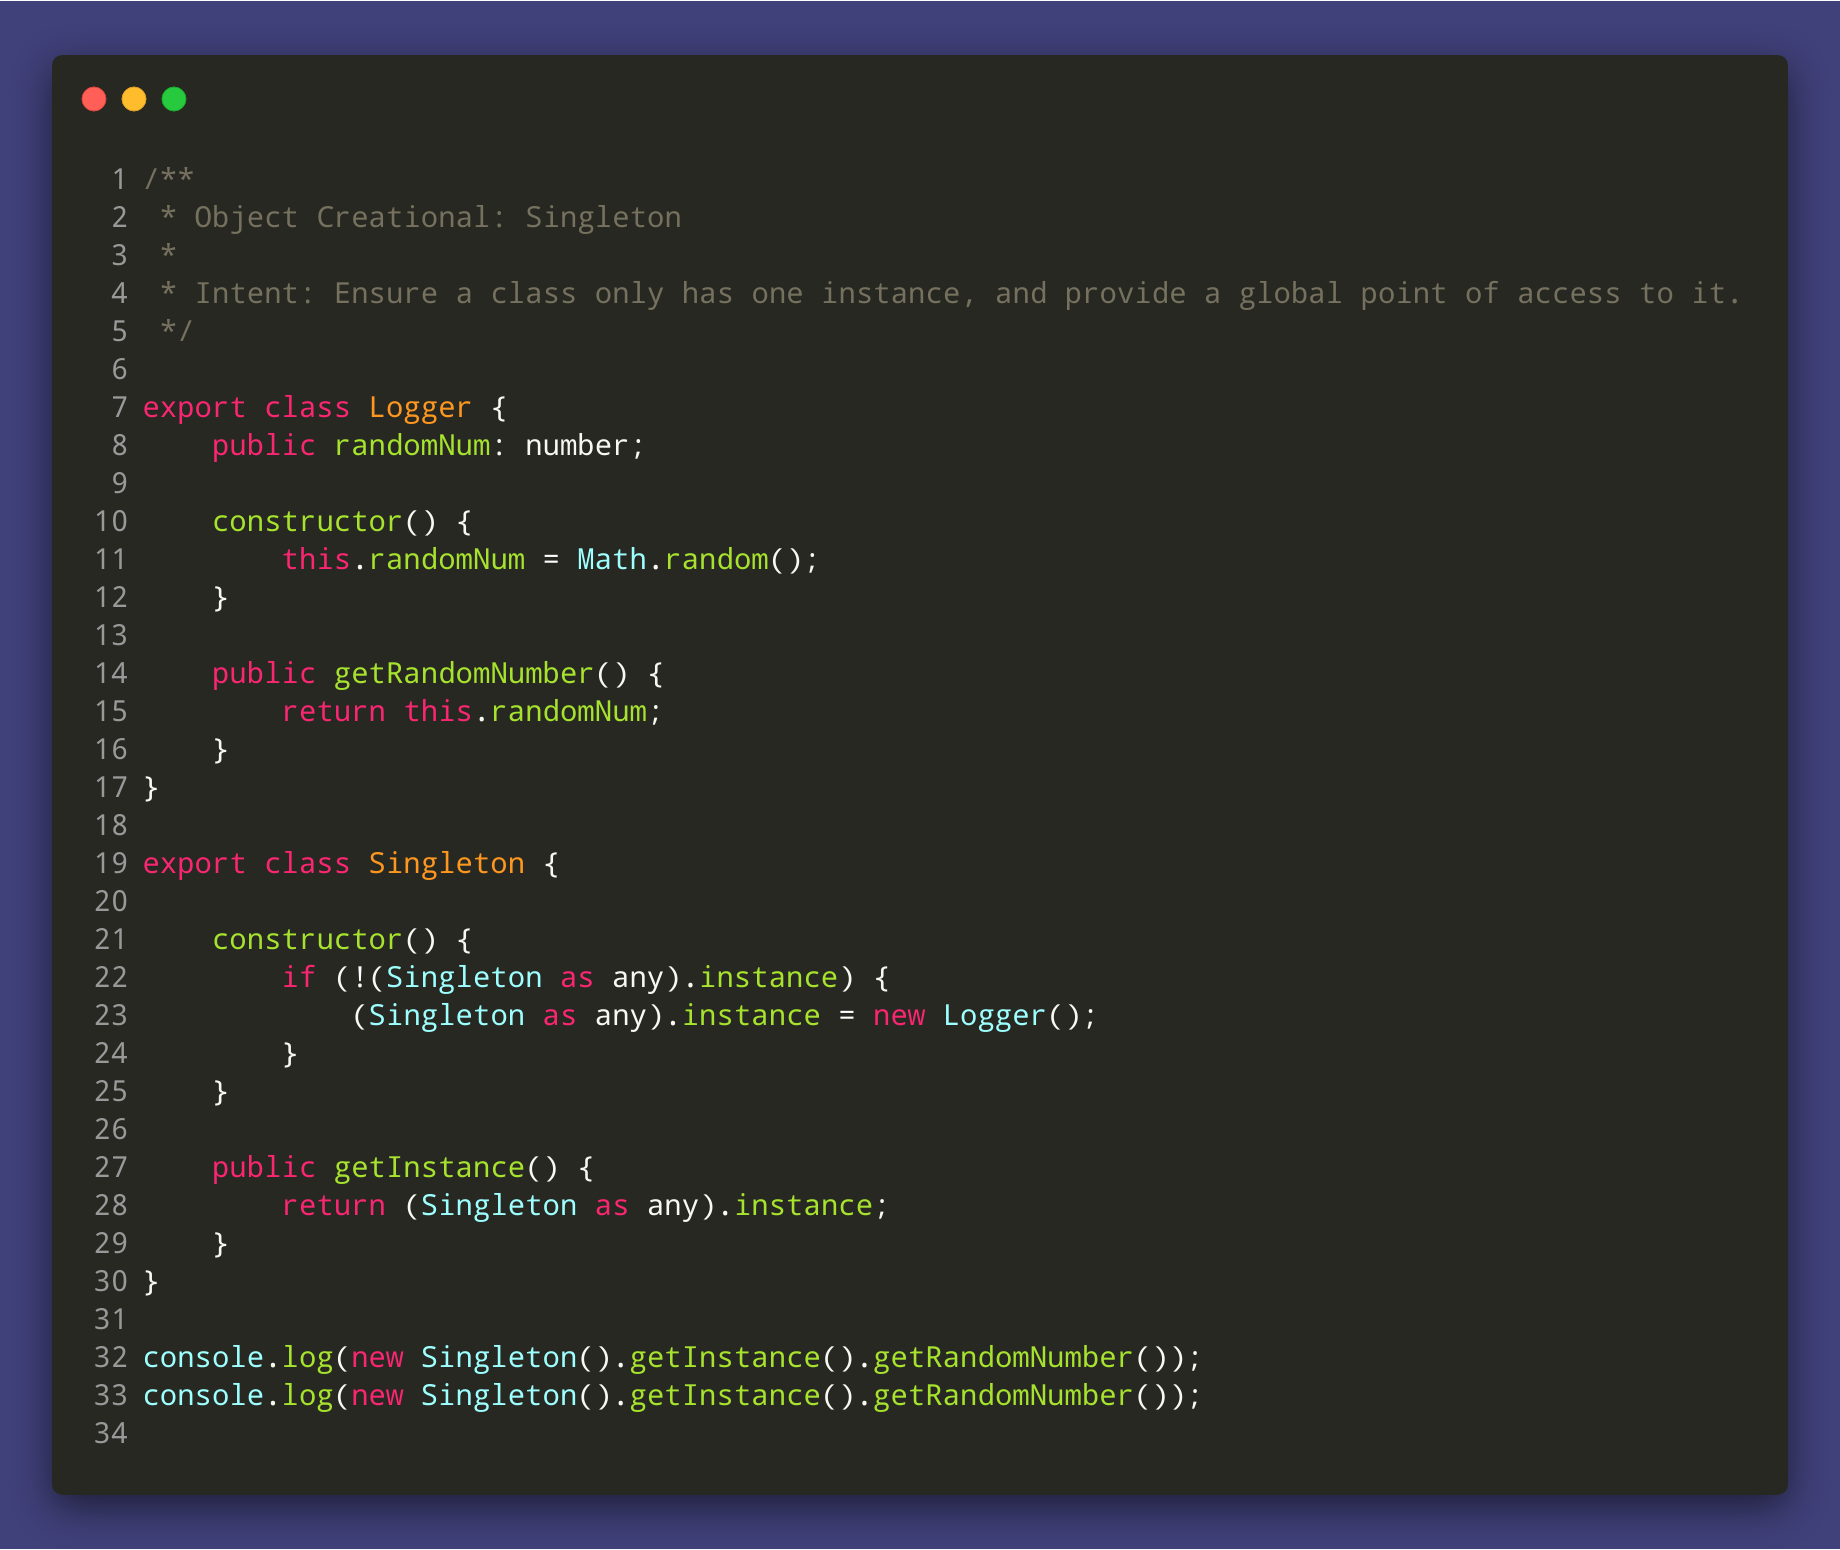 1 /**
2  * Object Creational: Singleton
3  *
4  * Intent: Ensure a class only has one instance, and provide a global point of access to it.
5  */
6
7 export class Logger {
8     public randomNum: number;
9
10     constructor() {
11         this.randomNum = Math.random();
12     }
13
14     public getRandomNumber() {
15         return this.randomNum;
16     }
17 }
18
19 export class Singleton {
20
21     constructor() {
22         if (!(Singleton as any).instance) {
23             (Singleton as any).instance = new Logger();
24         }
25     }
26
27     public getInstance() {
28         return (Singleton as any).instance;
29     }
30 }
31
32 console.log(new Singleton().getInstance().getRandomNumber());
33 console.log(new Singleton().getInstance().getRandomNumber());
34